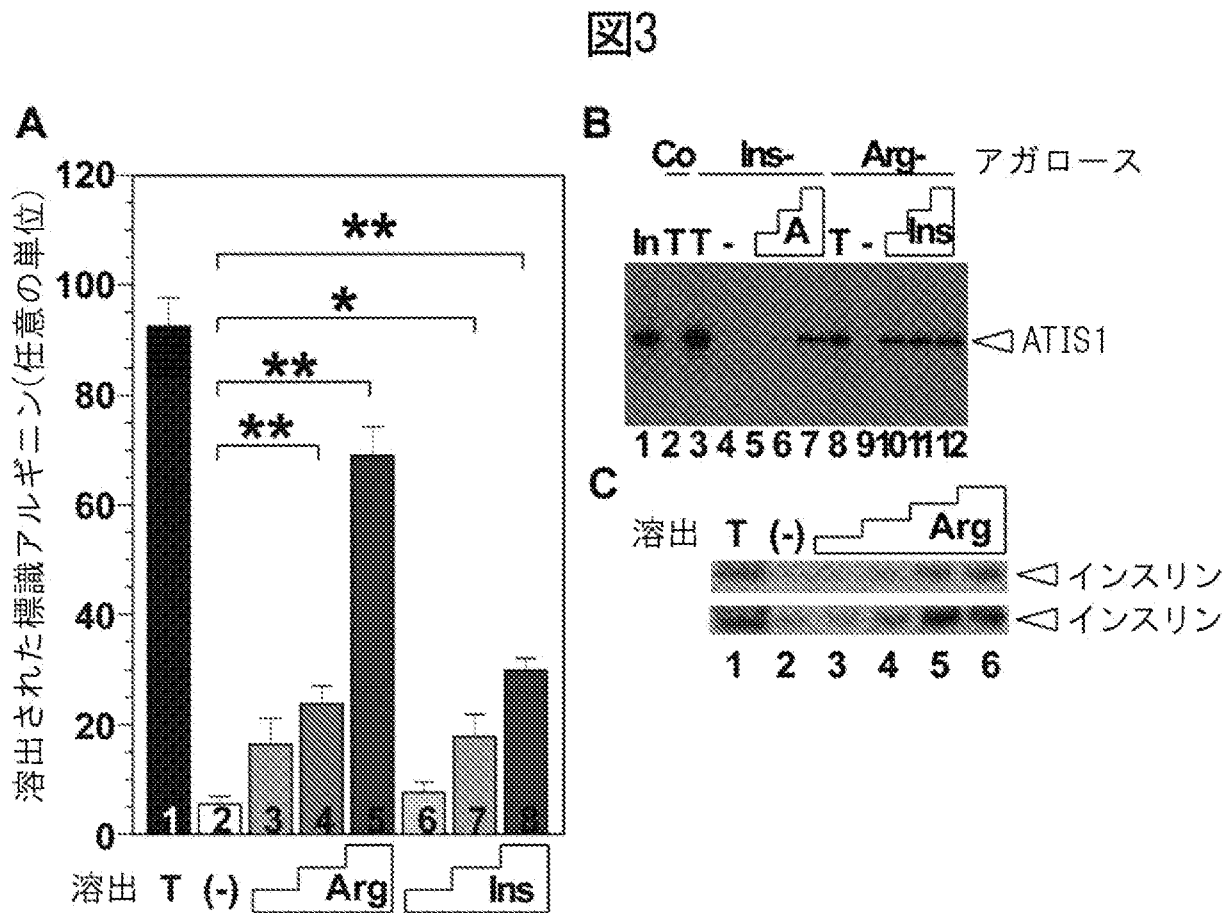 図3
A
溶出された標識アルギニン(任意の単位)
120
100
80
60
40
20
0
**
*
**
**
1 2 3 4 5 6 7 8
溶出 T (-) Arg Ins
B
Co Ins- Arg- アガロース
In T T - A T - Ins
ATIS1
1 2 3 4 5 6 7 8 9 10 11 12
C
溶出 T (-) Arg
インスリン
インスリン
1 2 3 4 5 6